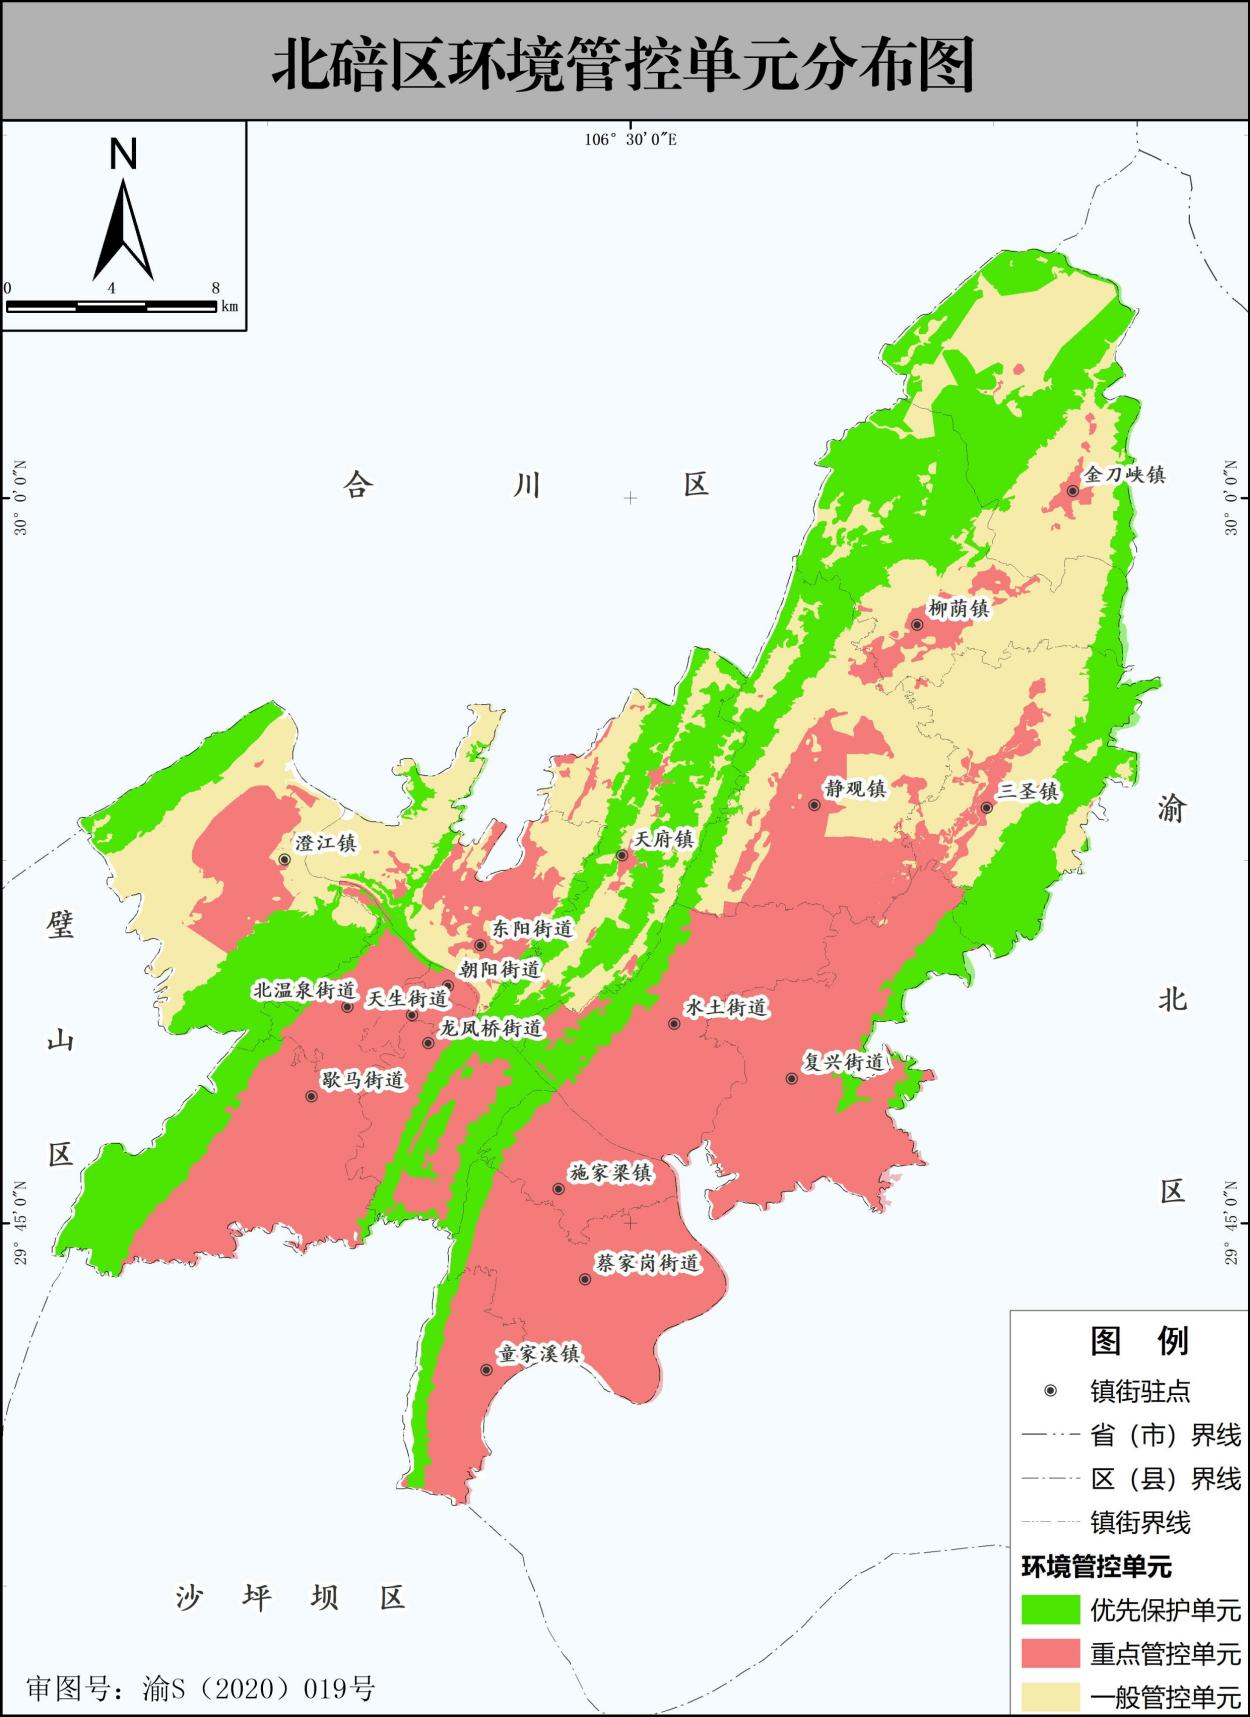 北碚区环境管控单元分布图
106° 30′0″E
N
0 4 8 km
30° 0′0″N
30° 0′0″N
合川区
金刀峡镇
柳荫镇
静观镇
三圣镇
渝北区
澄江镇
天府镇
璧山区
东阳街道
朝阳街道
北温泉街道
天生街道
水土街道
龙凤桥街道
复兴街道
歇马街道
施家梁镇
29° 45′0″N
29° 45′0″N
蔡家岗街道
童家溪镇
沙坪坝区
图 例
镇街驻点
省（市）界线
区（县）界线
镇街界线
环境管控单元
优先保护单元
重点管控单元
一般管控单元
审图号：渝S（2020）019号